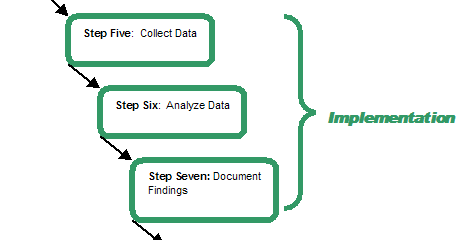 Step Five: Collect Data
Step Six: Analyze Data
Implementation
Step Seven: Document
Findings